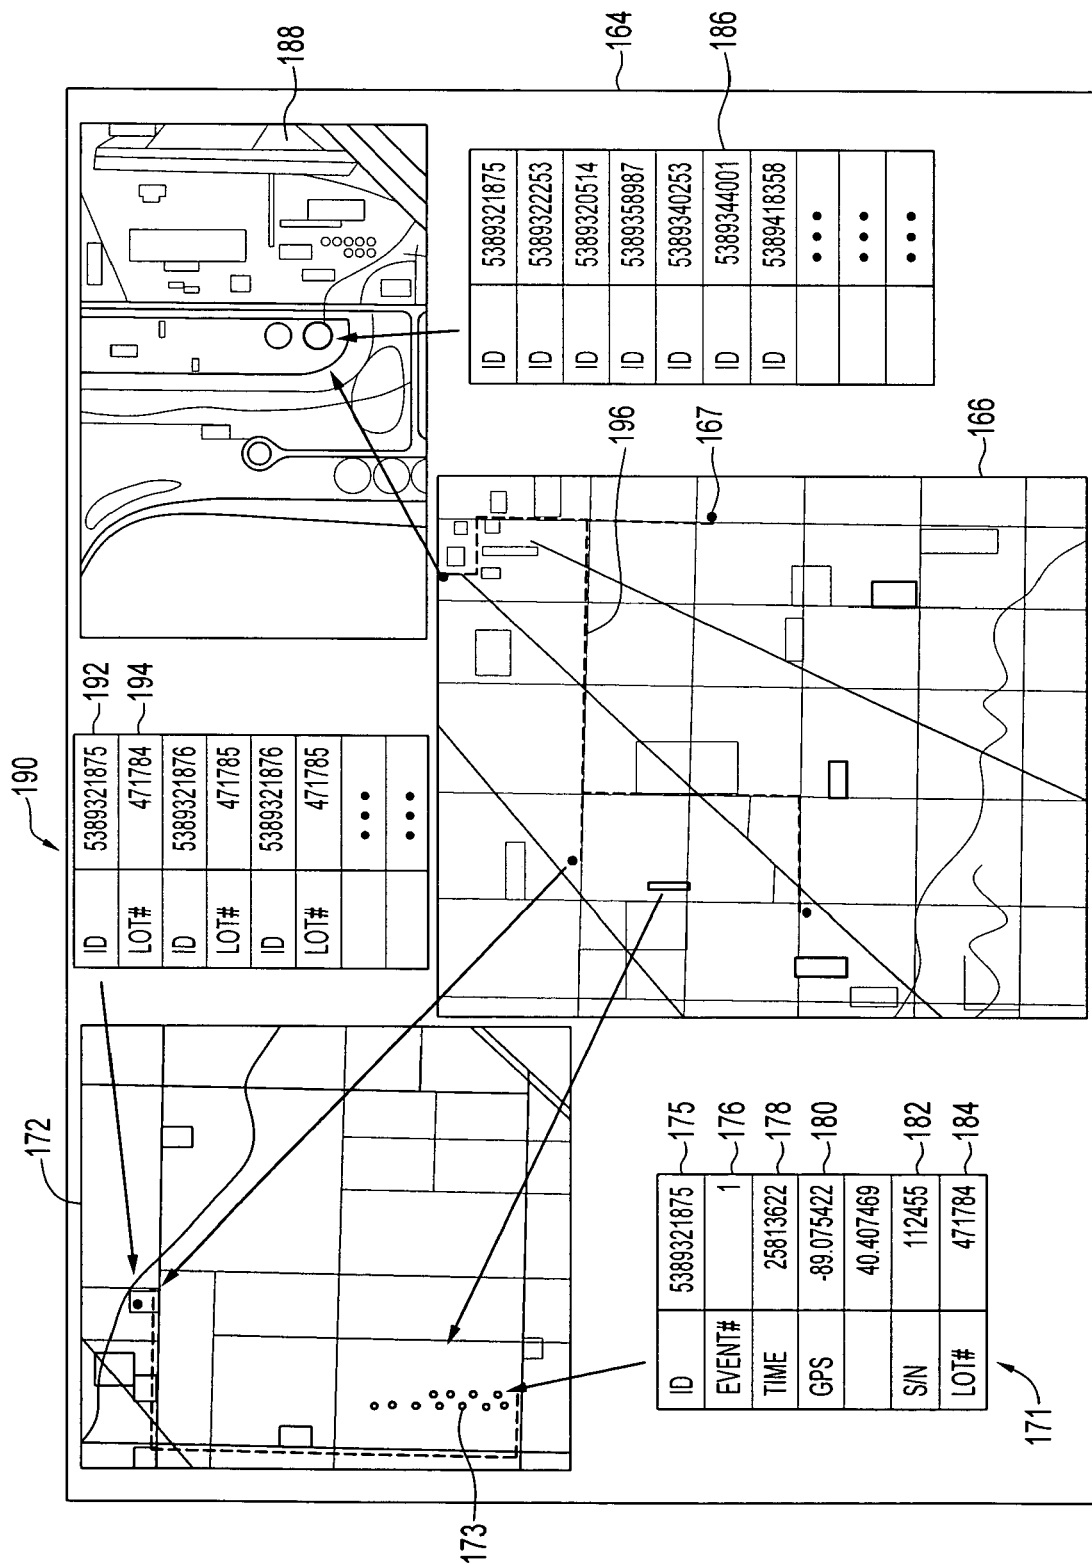 190
172
ID 5389321875
192
LOT# 471784
194
ID 5389321876
LOT# 471785
ID 5389321876
LOT# 471785
•••
•••
188
164
173
171
ID 5389321875
175
EVENT# 1
176
TIME 25813622
178
GPS -89.075422
180
40.407469
S/N 112455
182
LOT# 471784
184
196
167
166
ID 5389321875
ID 5389322253
ID 5389320514
ID 5389358987
ID 5389340253
ID 5389344001
186
ID 5389418358
•••
•••
•••